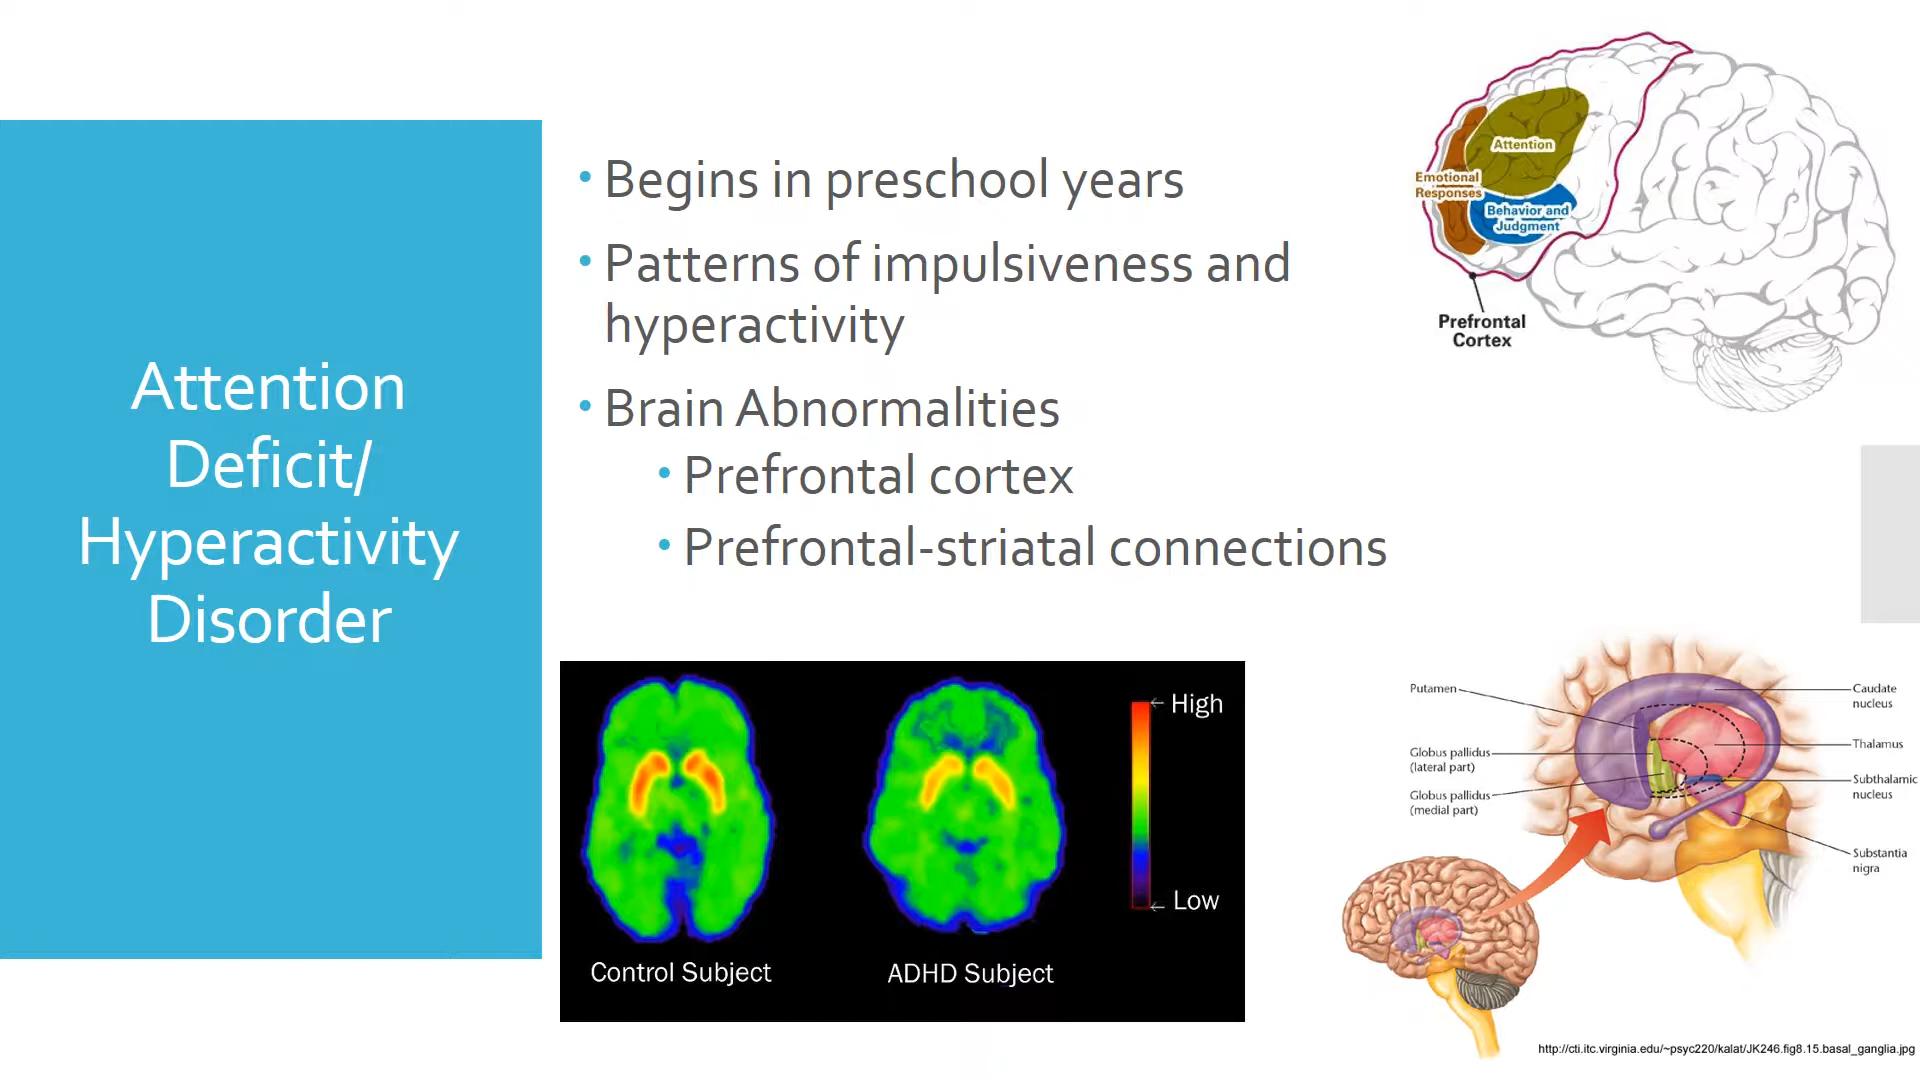 Attention
Deficit/
Hyperactivity
Disorder
• Begins in preschool years
• Patterns of impulsiveness and
hyperactivity
• Brain Abnormalities
• Prefrontal cortex
• Prefrontal-striatal connections
Attention
Emotional
Responses
Behavior and
Judgment
Prefrontal
Cortex
High
Low
Control Subject
ADHD Subject
Putamen
Globus pallidus
(lateral part)
Globus pallidus
(medial part)
Caudate
nucleus
Thalamus
Subthalamic
nucleus
Substantia
nigra
http://cti.itc.virginia.edu/~psyc220/kalat/JK246.fig8.15.basal_ganglia.jpg